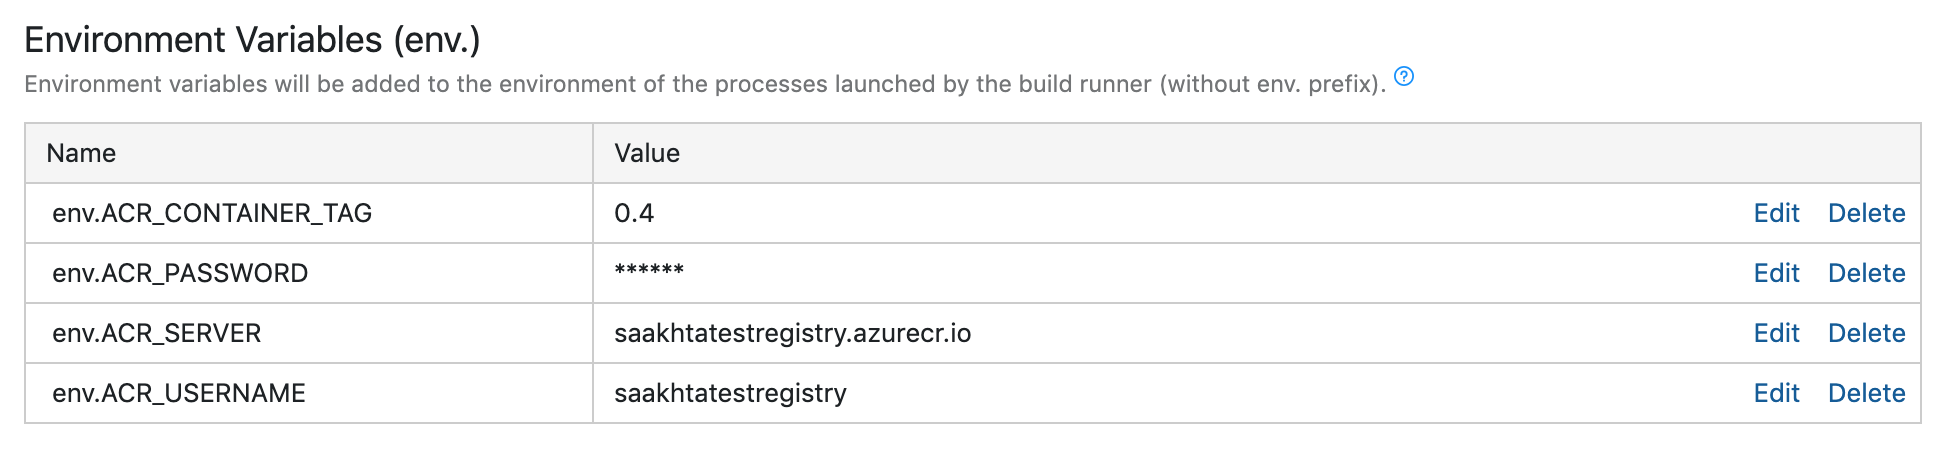 Environment Variables (env.)
Environment variables will be added to the environment of the processes launched by the build runner (without env. prefix). ?
Name Value
env.ACR_CONTAINER_TAG 0.4 Edit Delete
env.ACR_PASSWORD ****** Edit Delete
env.ACR_SERVER saakhtatestregistry.azurecr.io Edit Delete
env.ACR_USERNAME saakhtatestregistry Edit Delete